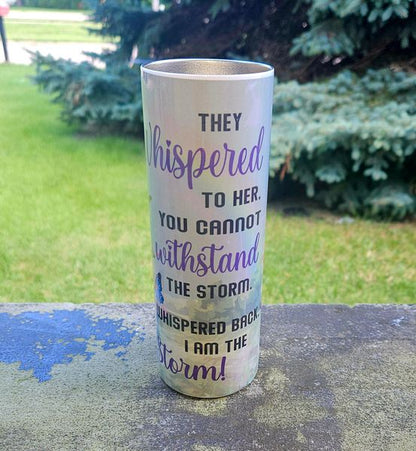 THEY
Whispered
TO HER.
YOU CANNOT
withstand
THE STORM.
WHISPERED BACK.
I AM THE
Storm!